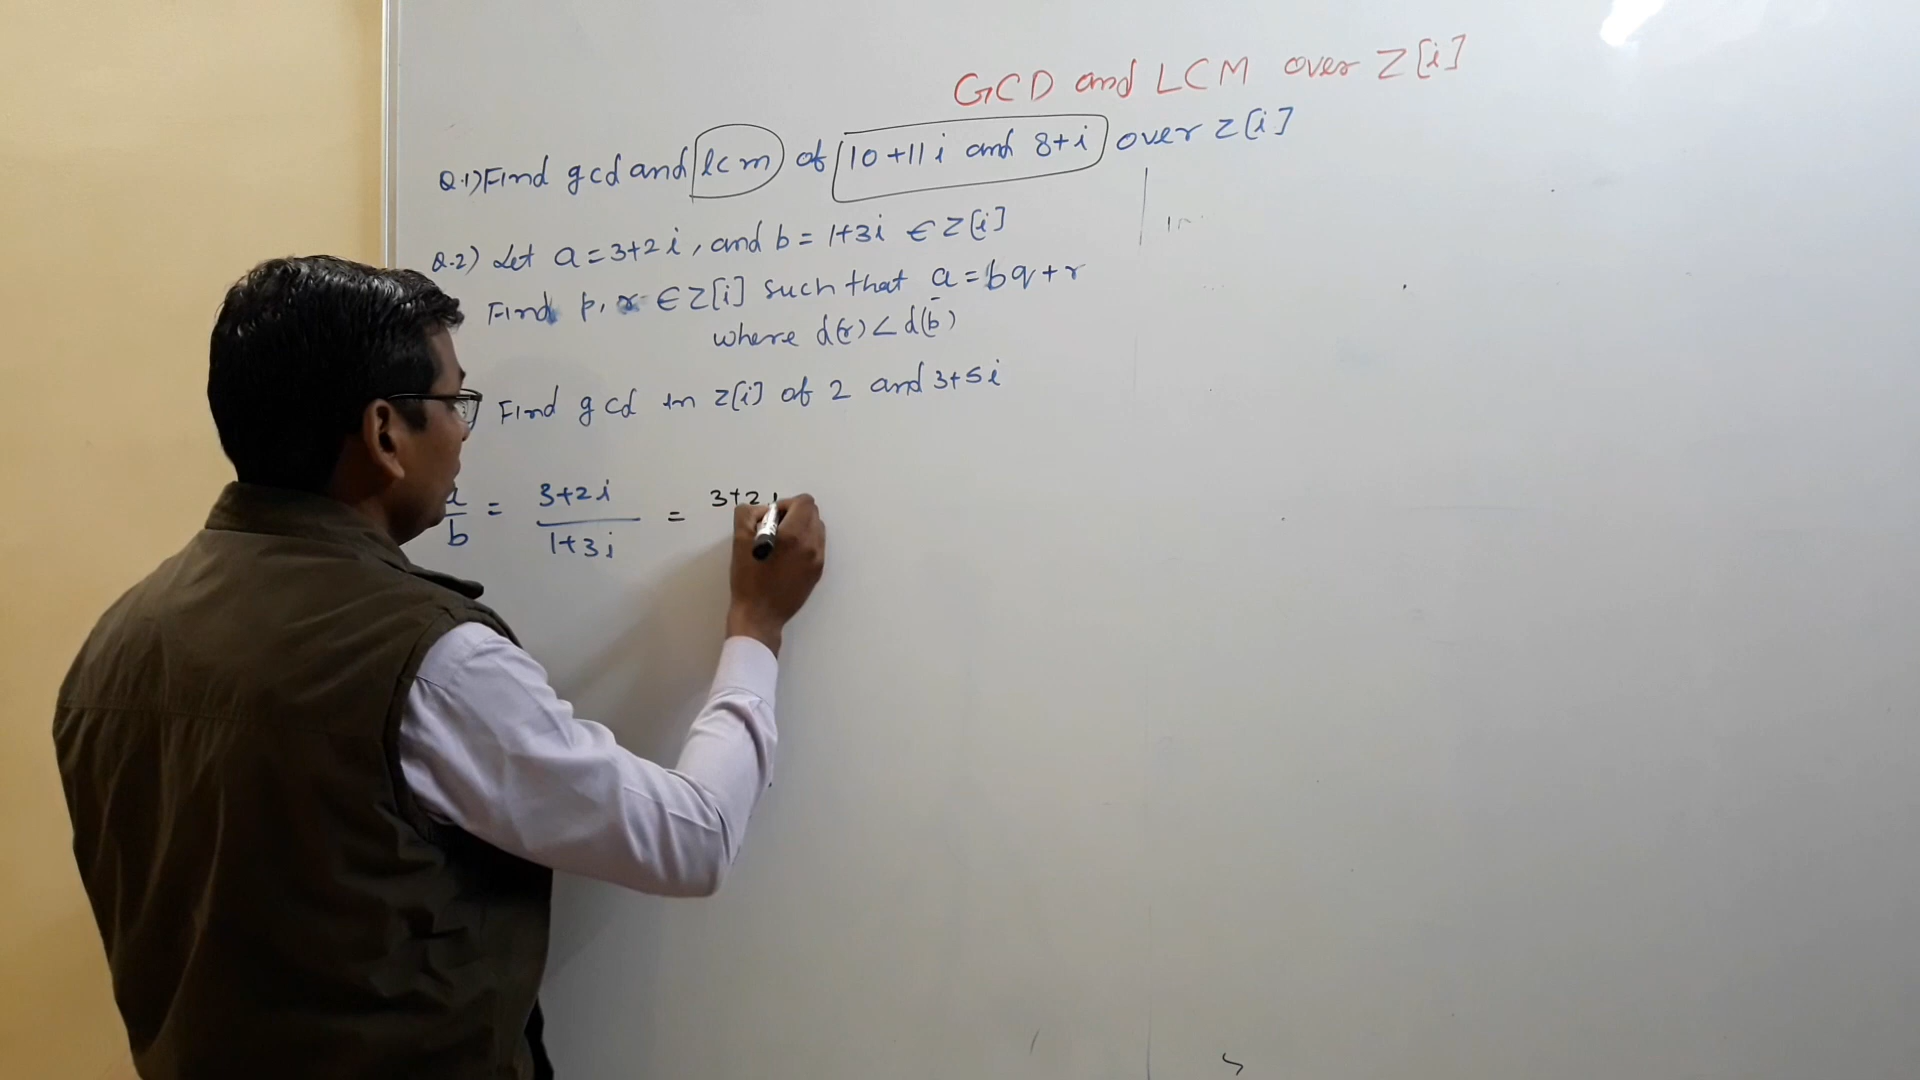 GCD and LCM over Z[i]
Q.1) Find gcd and lcm of 10+11i and 8+i over Z[i]
Q.2) Let a = 3+2i, and b = 1+3i ∈ Z[i]
Find p, r ∈ Z[i] such that a = bq + r
where d(r) < d(b)
Find gcd in Z[i] of 2 and 3+5i
a/b = 3+2i/1+3i = 3+2i